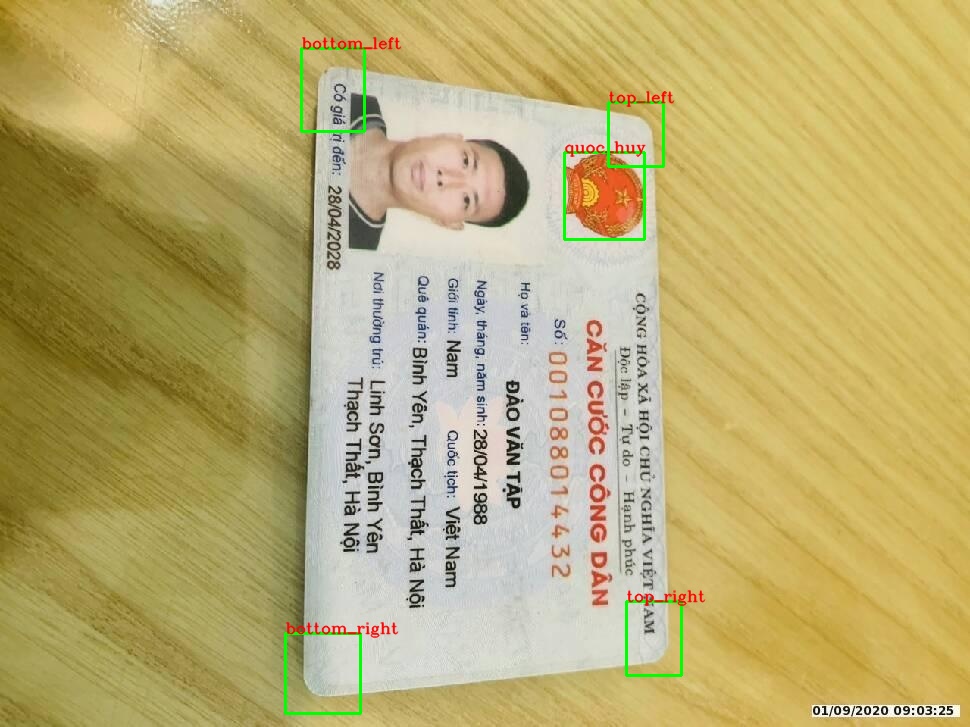 bottom_left
top_left
quoc_huy
CỘNG HÒA XÃ HỘI CHỦ NGHĨA VIỆT NAM
Độc lập – Tự do – Hạnh phúc
CĂN CƯỚC CÔNG DÂN
Số: 001088014432
Họ và tên:
ĐÀO VĂN TẬP
Ngày, tháng, năm sinh: 28/04/1988
Giới tính: Nam Quốc tịch: Việt Nam
Quê quán: Bình Yên, Thạch Thất, Hà Nội
Nơi thường trú: Linh Sơn, Bình Yên
Thạch Thất, Hà Nội
Có giá trị đến: 28/04/2028
top_right
bottom_right
01/09/2020 09:03:25